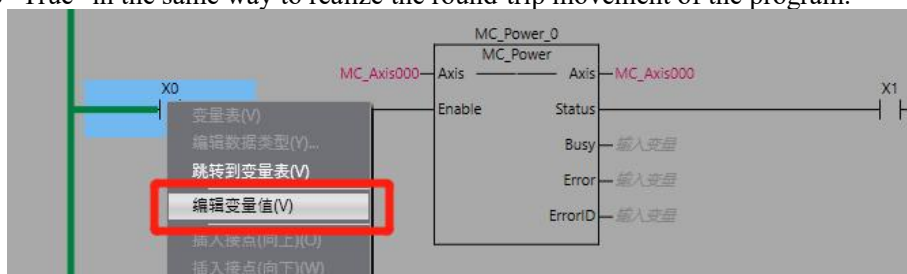 "True" in the same way to realize the round-trip movement of the program.
MC_Power_0
MC_Power
MC_Axis000 Axis Axis MC_Axis000
X0 X1
变量表(V)
Enable Status
编辑数据类型(Y)...
Busy 输入变量
跳转到变量表(V)
Error 输入变量
编辑变量值(V)
ErrorID 输入变量
插入接点(向上)(O)
插入接点(向下)(W)